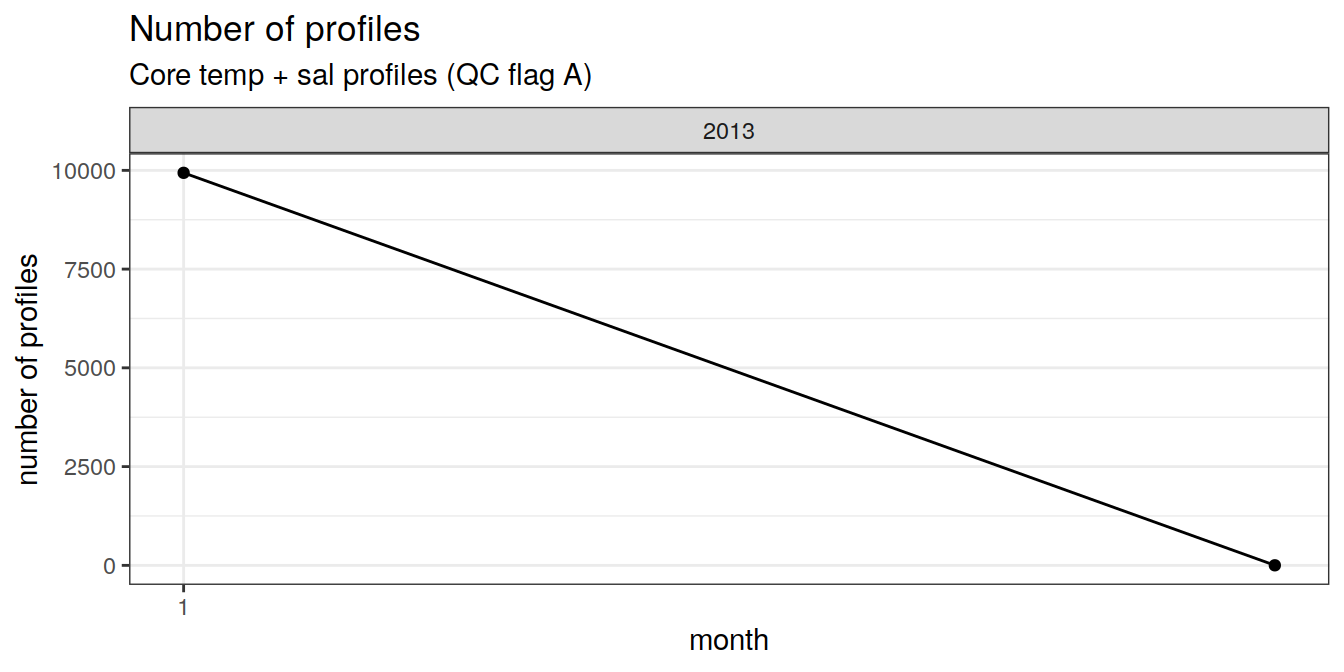 Number of profiles
Core temp + sal profiles (QC flag A)
2013
10000
7500
5000
2500
0
number of profiles
1
month